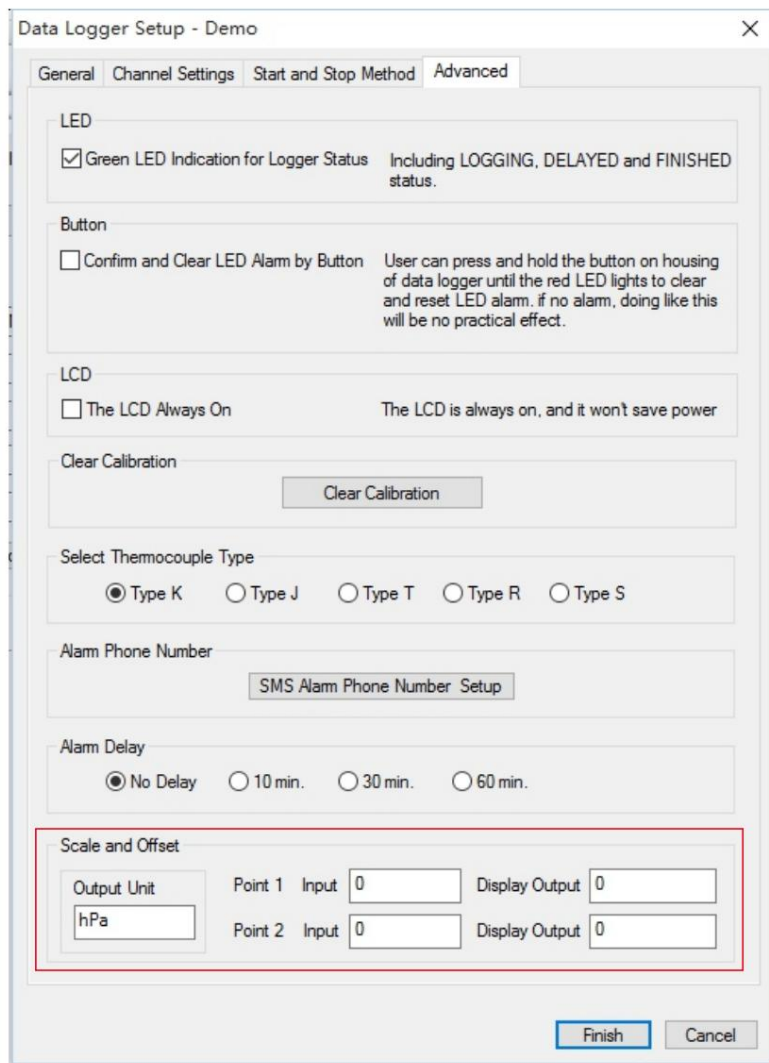 Data Logger Setup - Demo
General Channel Settings Start and Stop Method Advanced
LED
Green LED Indication for Logger Status
Including LOGGING, DELAYED and FINISHED
status.
Button
Confirm and Clear LED Alarm by Button
User can press and hold the button on housing
of data logger until the red LED lights to clear
and reset LED alarm. if no alarm, doing like this
will be no practical effect.
LCD
The LCD Always On
The LCD is always on, and it won't save power
Clear Calibration
Clear Calibration
Select Thermocouple Type
Type K Type J Type T Type R Type S
Alarm Phone Number
SMS Alarm Phone Number Setup
Alarm Delay
No Delay 10 min. 30 min. 60 min.
Scale and Offset
Output Unit
hPa
Point 1 Input 0 Display Output 0
Point 2 Input 0 Display Output 0
Finish Cancel